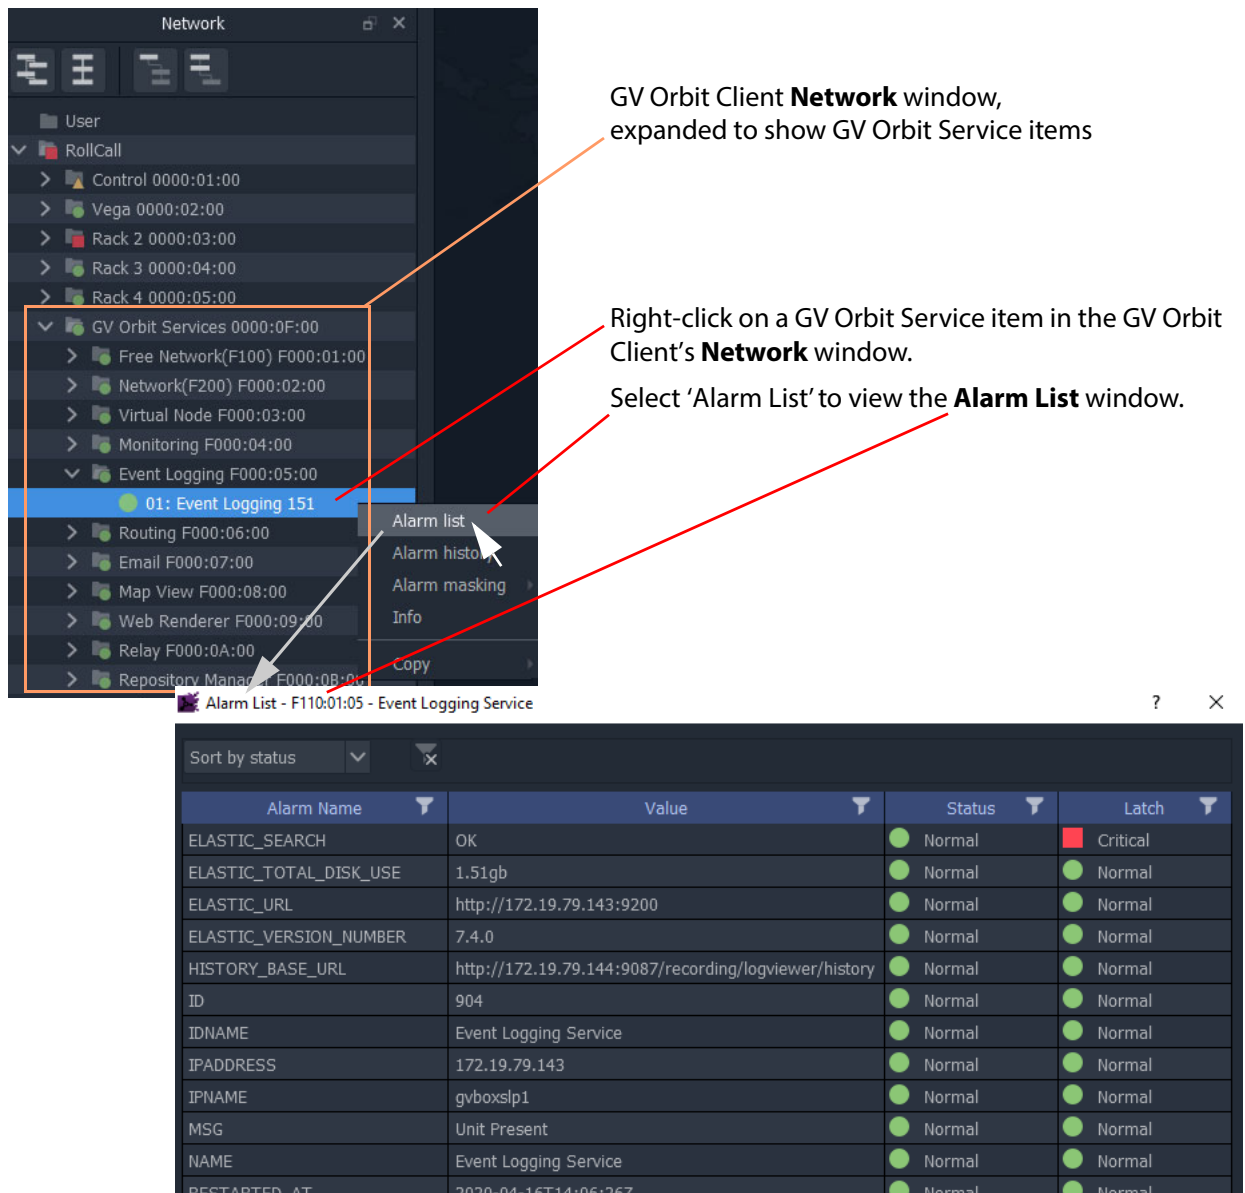 Network
User
RollCall
Control 0000:01:00
Vega 0000:02:00
Rack 2 0000:03:00
Rack 3 0000:04:00
Rack 4 0000:05:00
GV Orbit Services 0000:0F:00
Free Network(F100) F000:01:00
Network(F200) F000:02:00
Virtual Node F000:03:00
Monitoring F000:04:00
Event Logging F000:05:00
01: Event Logging 151
Routing F000:06:00
Email F000:07:00
Map View F000:08:00
Web Renderer F000:09:00
Relay F000:0A:00
Repository Manager F000:0B:00
Alarm list
Alarm history
Alarm masking
Info
Copy
GV Orbit Client Network window,
expanded to show GV Orbit Service items
Right-click on a GV Orbit Service item in the GV Orbit
Client's Network window.
Select ‘Alarm List’ to view the Alarm List window.
Alarm List - F110:01:05 - Event Logging Service
Sort by status
Alarm Name Value Status Latch
ELASTIC_SEARCH OK Normal Critical
ELASTIC_TOTAL_DISK_USE 1.51gb Normal Normal
ELASTIC_URL http://172.19.79.143:9200 Normal Normal
ELASTIC_VERSION_NUMBER 7.4.0 Normal Normal
HISTORY_BASE_URL http://172.19.79.144:9087/recording/logviewer/history Normal Normal
ID 904 Normal Normal
IDNAME Event Logging Service Normal Normal
IPADDRESS 172.19.79.143 Normal Normal
IPNAME gvboxslp1 Normal Normal
MSG Unit Present Normal Normal
NAME Event Logging Service Normal Normal
RESTARTED_AT Normal Normal